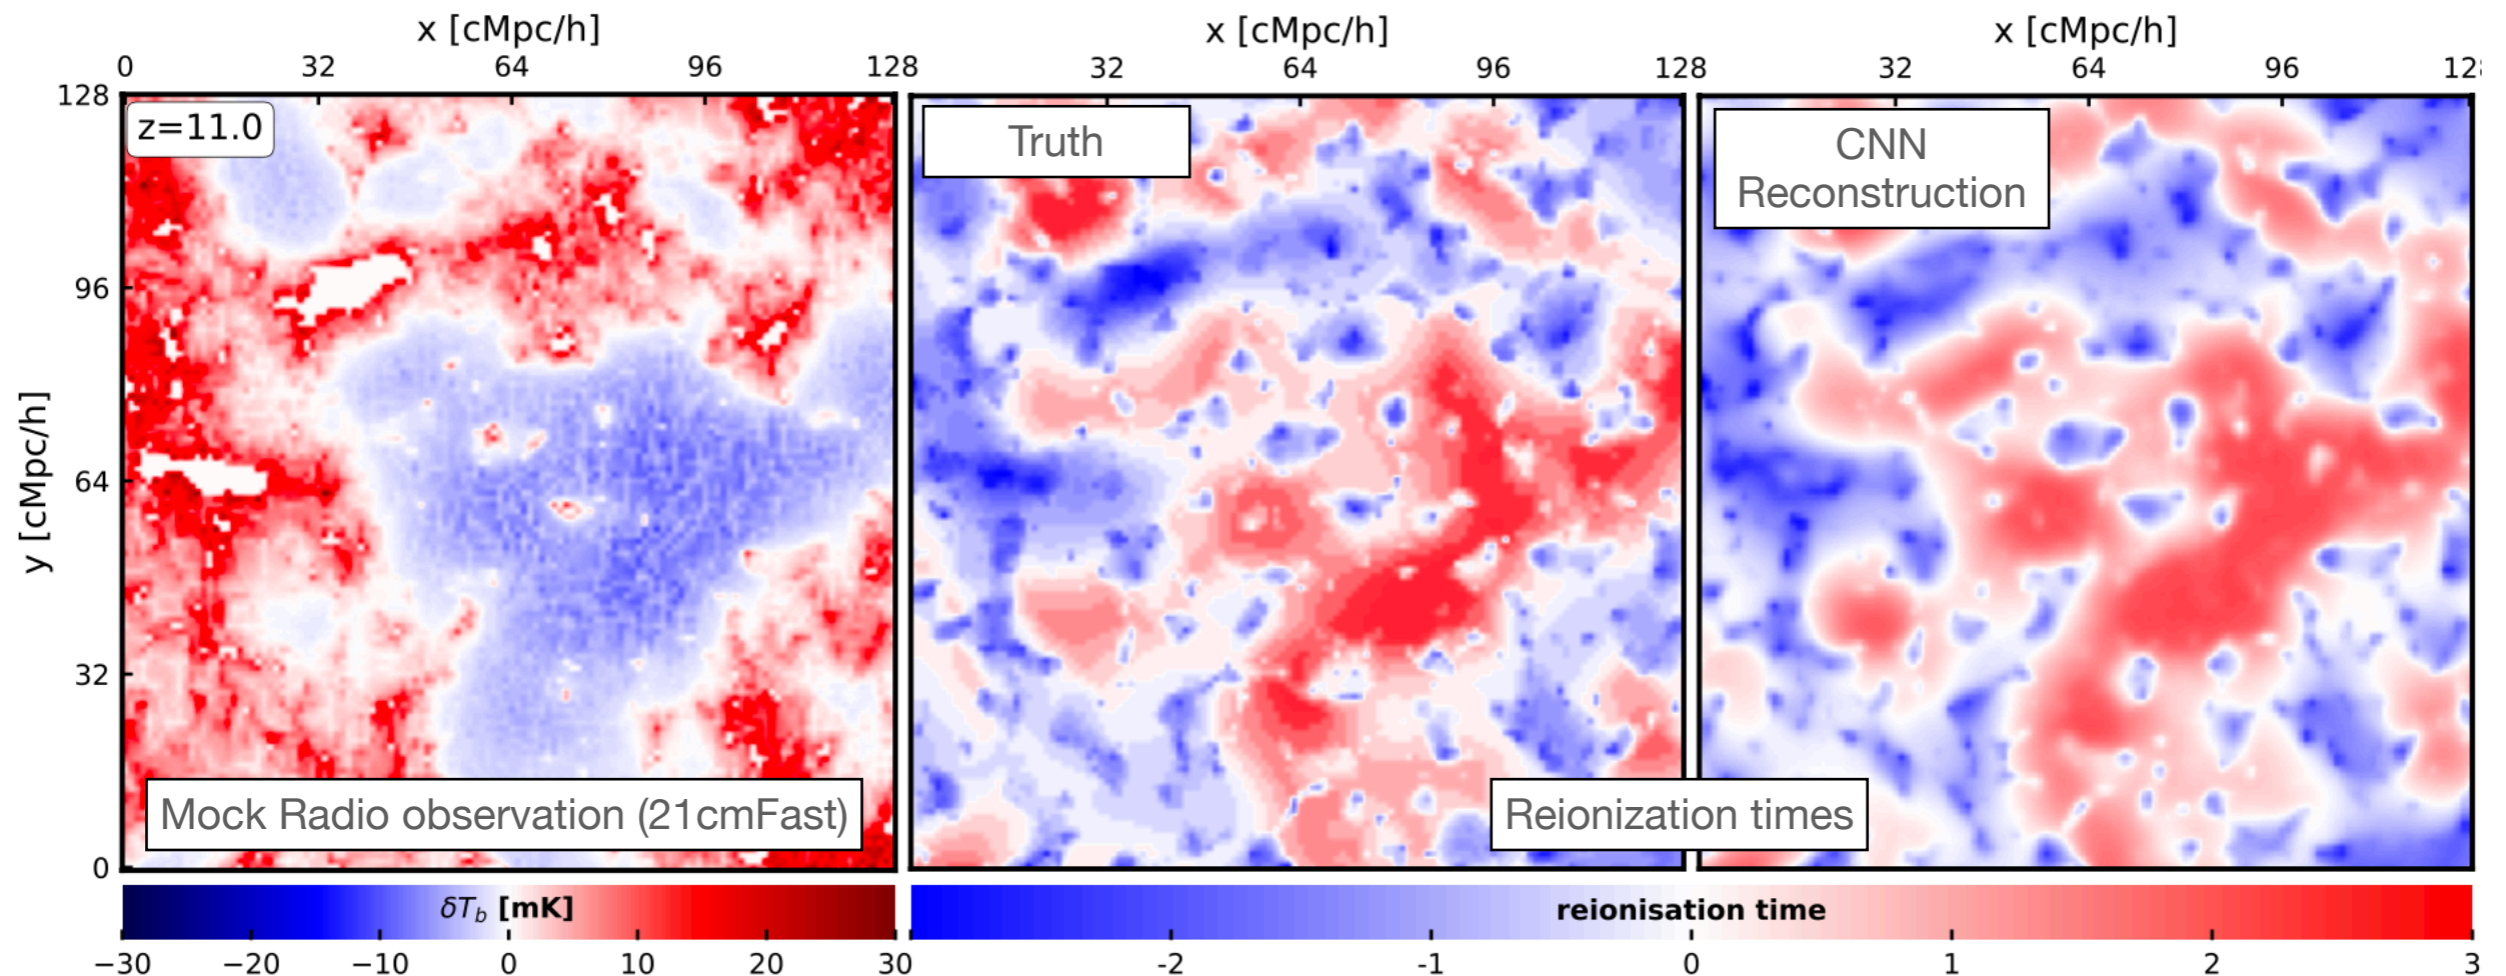 x [cMpc/h] x [cMpc/h] x [cMpc/h]
0 32 64 96 128 32 64 96 128 32 64 96 128
128
z=11.0
Truth
CNN
Reconstruction
96
y [cMpc/h]
64
32
Mock Radio observation (21cmFast)
Reionization times
0
δT_b [mK]
reionisation time
−30 −20 −10 0 10 20 30 -2 -1 0 1 2 3